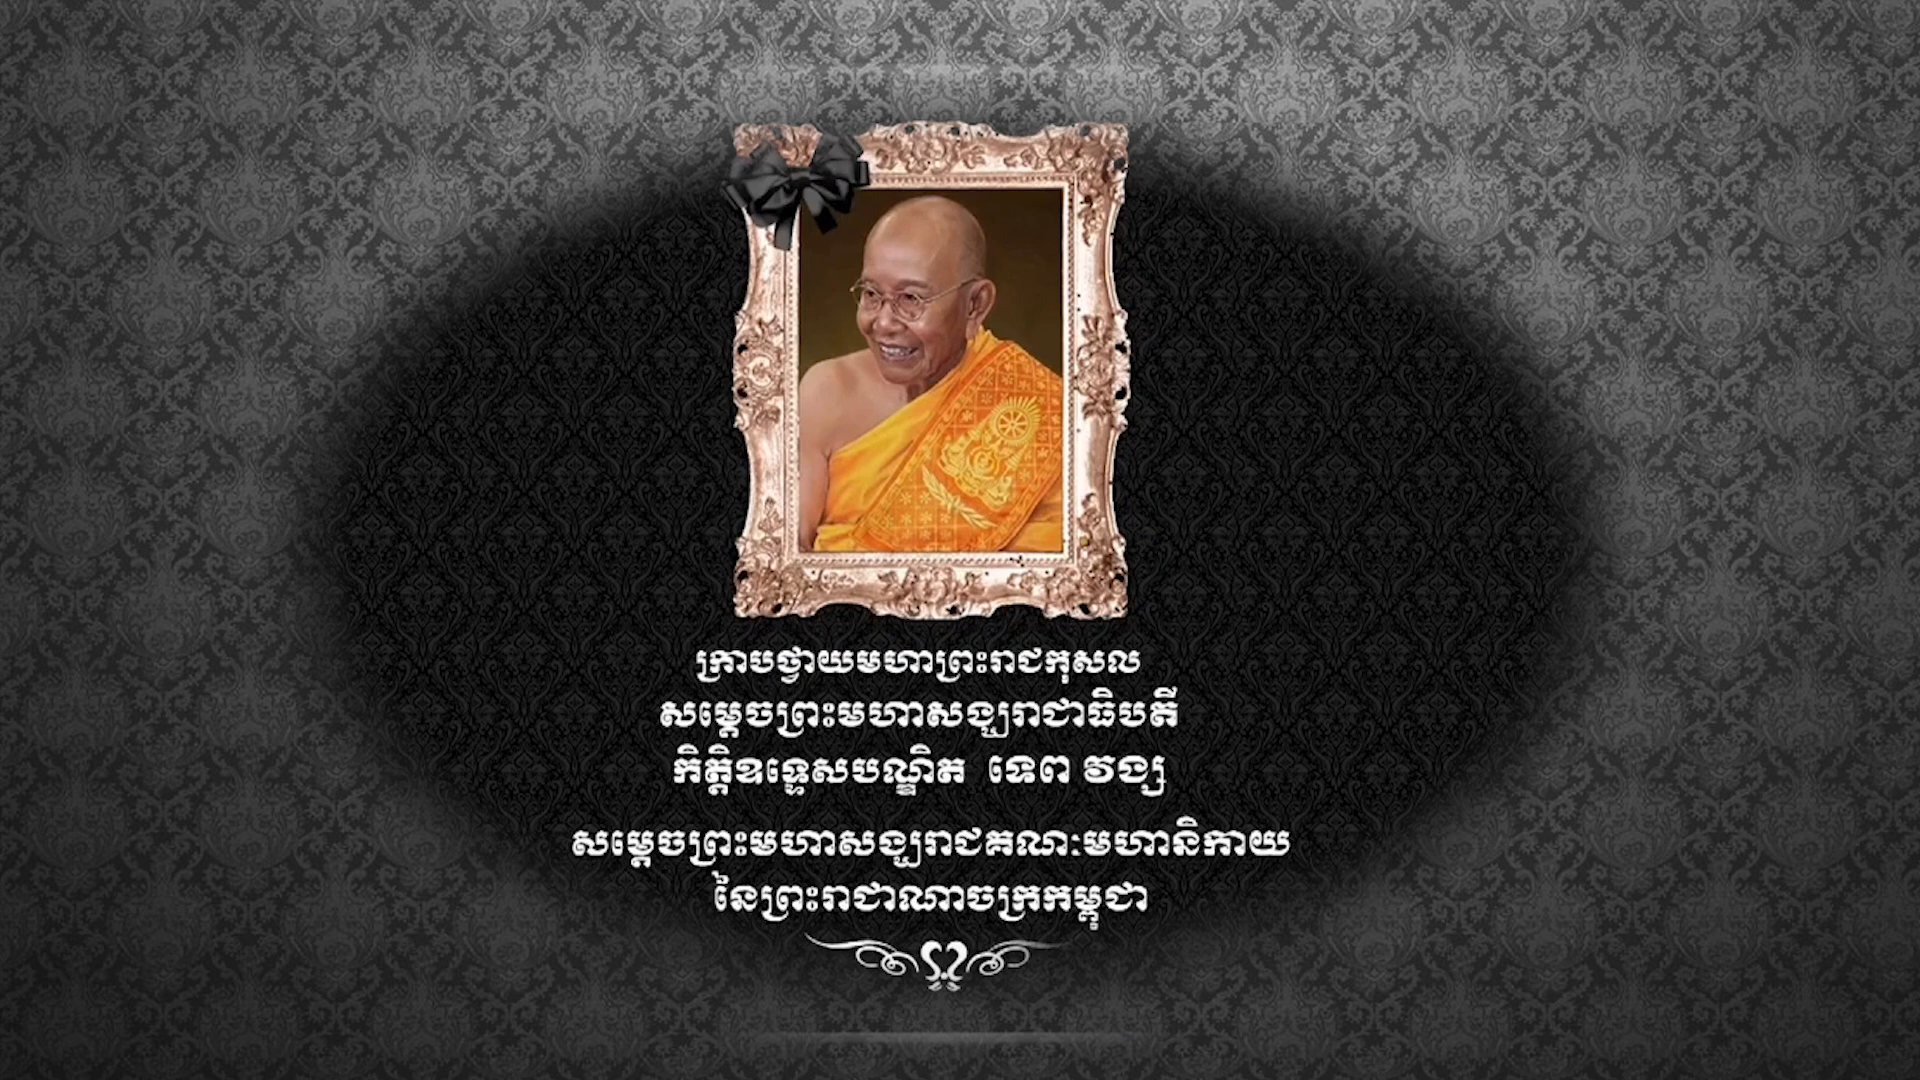 ក្រាបថ្វាយមហាព្រះរាជកុសល
សម្តេចព្រះមហាសង្ឃរាជាធិបតី
កិត្តិឧទ្ទេសបណ្ឌិត ទេព វង្ស
សម្តេចព្រះមហាសង្ឃរាជគណៈមហានិកាយ
នៃព្រះរាជាណាចក្រកម្ពុជា